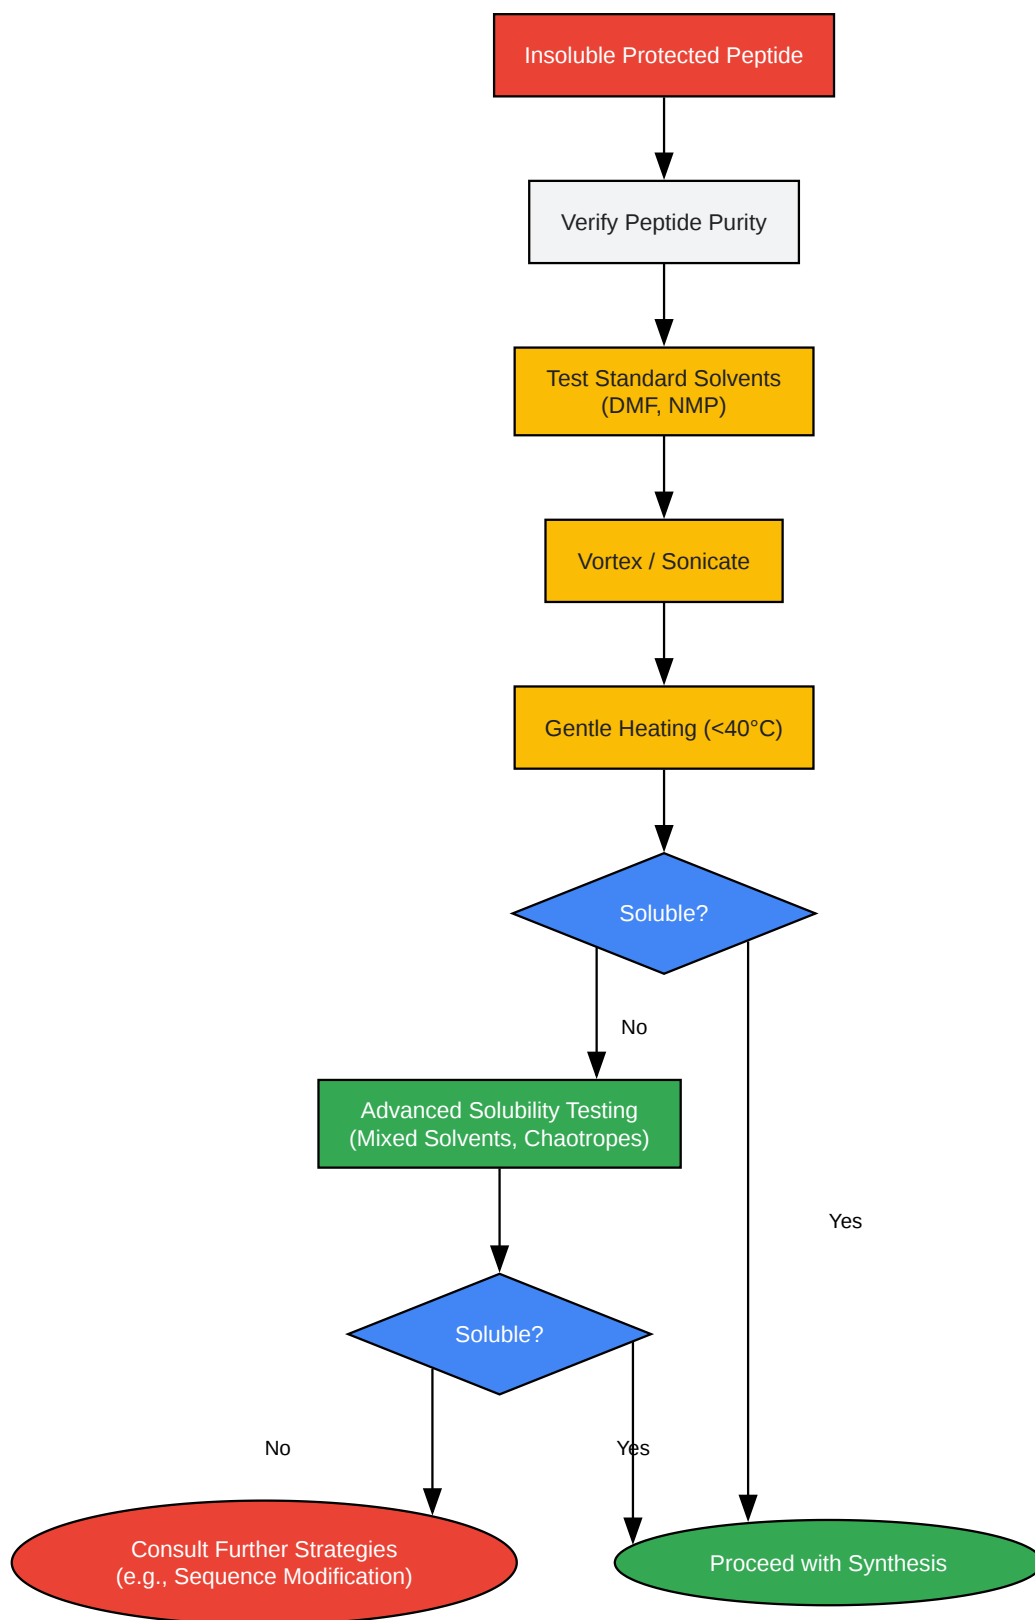 Insoluble Protected Peptide
Verify Peptide Purity
Test Standard Solvents
(DMF, NMP)
Vortex / Sonicate
Gentle Heating (<40°C)
Soluble?
No
Advanced Solubility Testing
(Mixed Solvents, Chaotropes)
Yes
Soluble?
No
Yes
Consult Further Strategies
(e.g., Sequence Modification)
Proceed with Synthesis